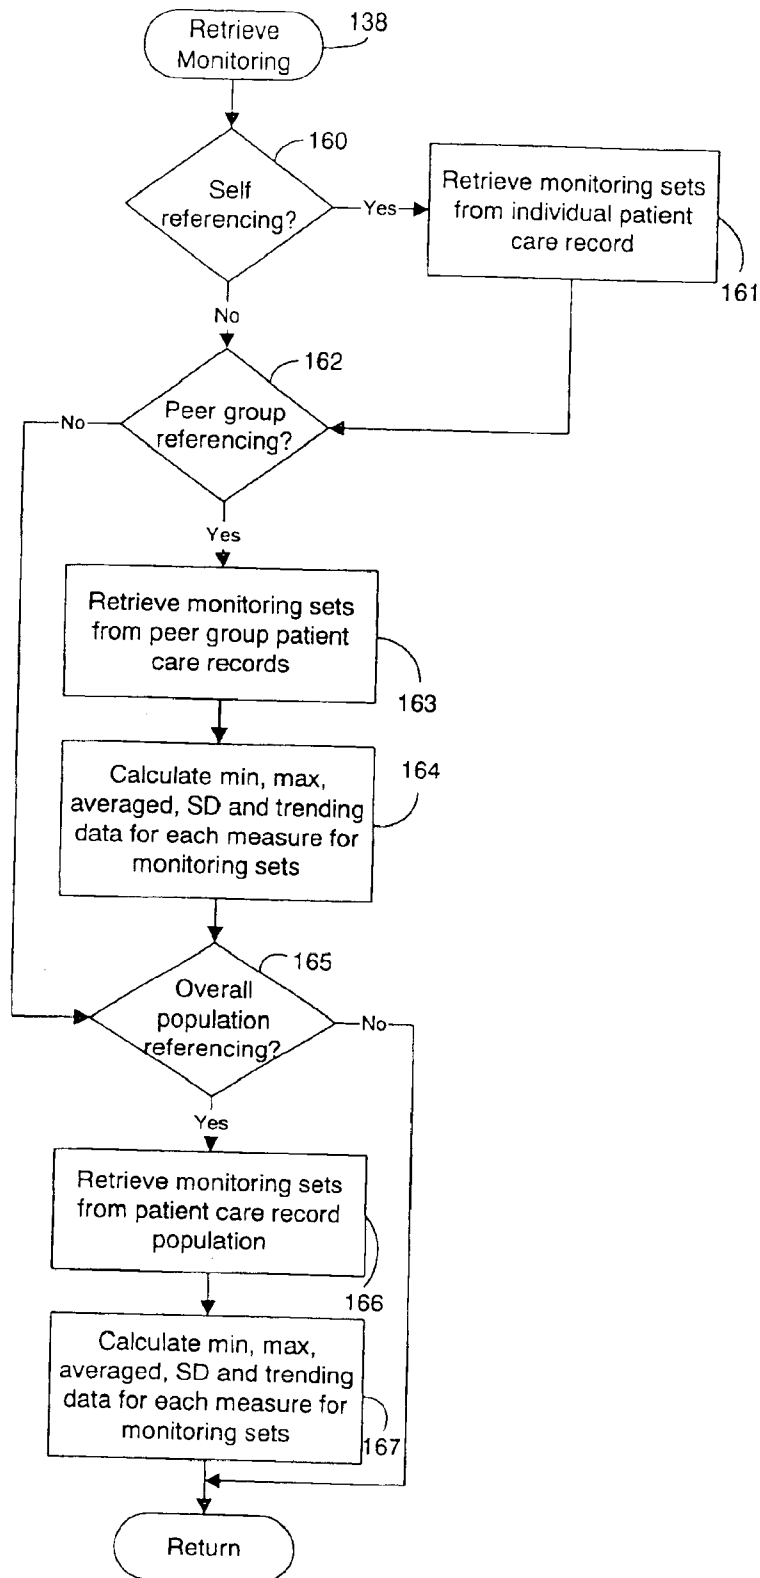 Retrieve
Monitoring
138
160
Self
referencing?
Yes
Retrieve monitoring sets
from individual patient
care record
161
No
162
Peer group
referencing?
No
Yes
Retrieve monitoring sets
from peer group patient
care records
163
Calculate min, max,
averaged, SD and trending
data for each measure for
monitoring sets
164
165
Overall
population
referencing?
No
Yes
Retrieve monitoring sets
from patient care record
population
166
Calculate min, max,
averaged, SD and trending
data for each measure for
monitoring sets
167
Return